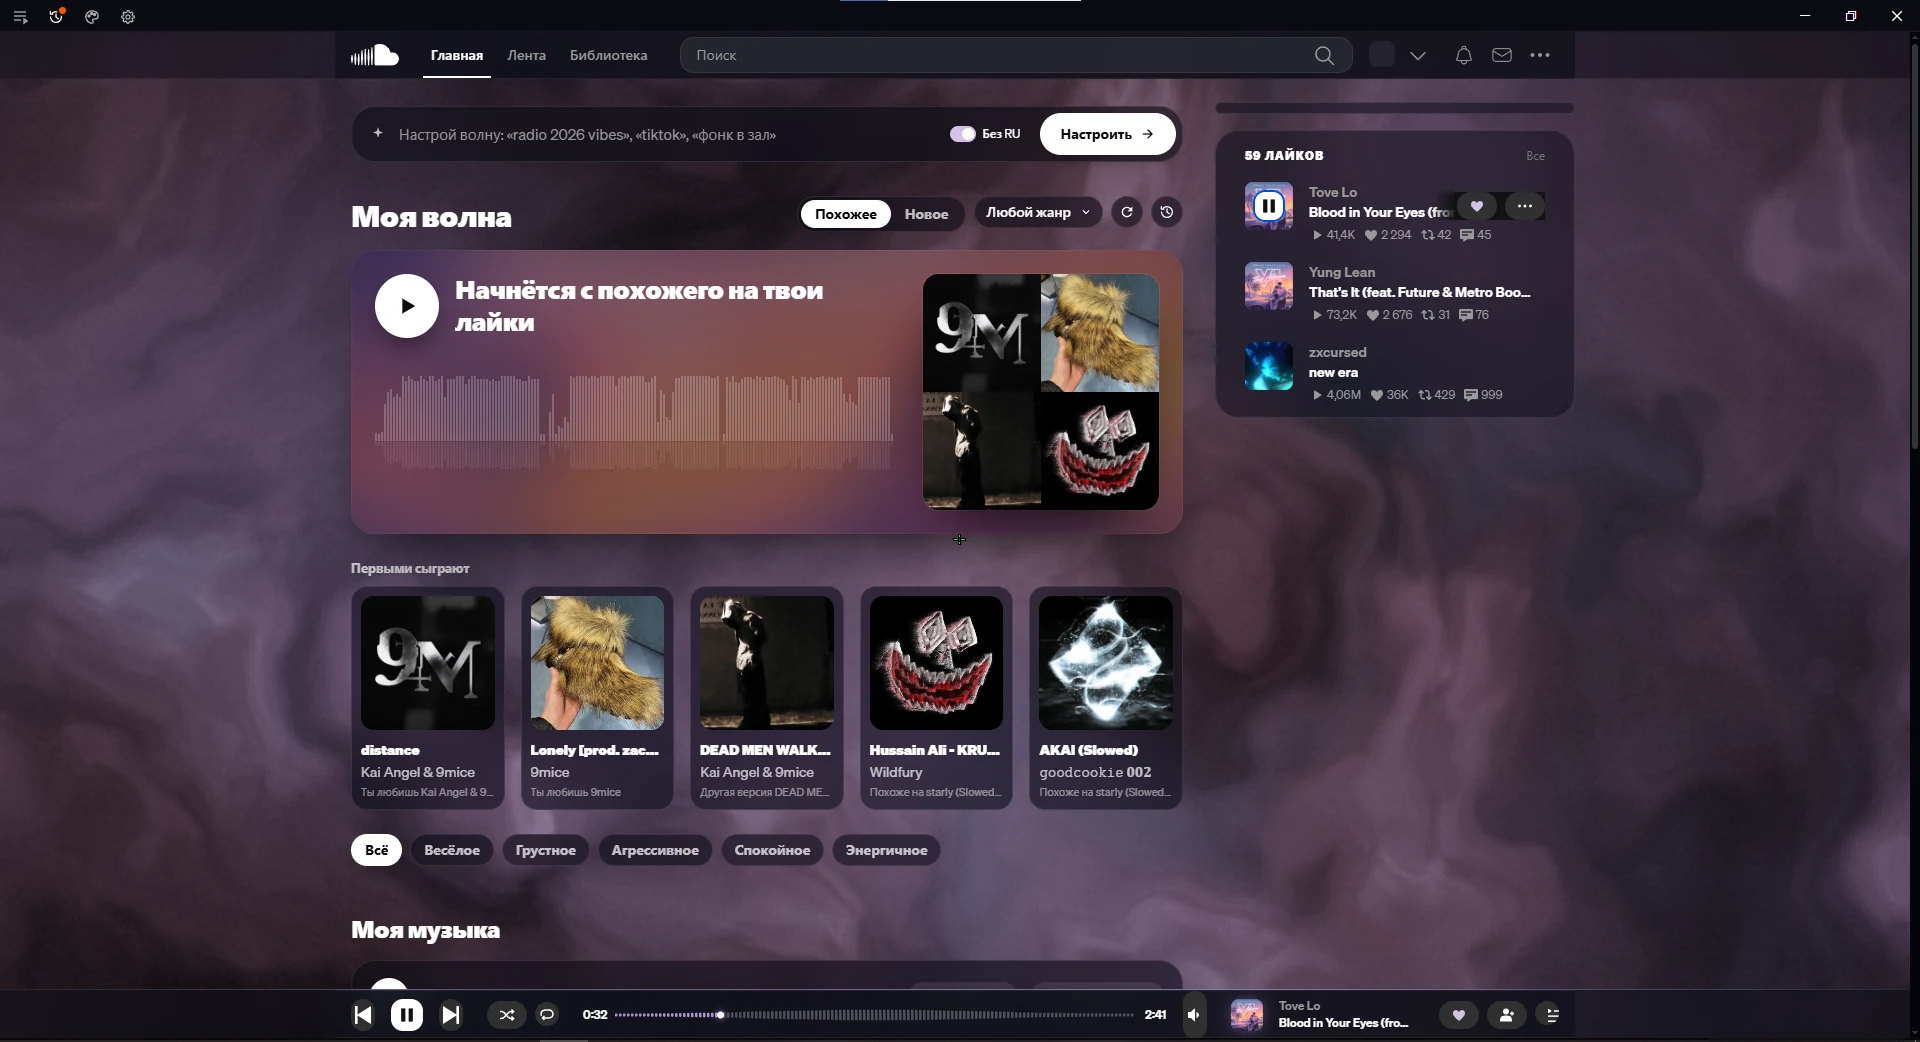 Главная
Лента
Библиотека
Поиск
Настрой волну: «radio 2026 vibes», «tiktok», «фонк в зал»
Без RU
Настроить
Моя волна
Похожее
Новое
Любой жанр
Начнётся с похожего на твои
лайки
59 ЛАЙКОВ
Все
Tove Lo
Blood in Your Eyes (fro
41,4K 2 294 42 45
Yung Lean
That's It (feat. Future & Metro Boo...
73,2K 2 676 31 76
zxcursed
new era
4,06M 36K 429 999
9M
Первыми сыграют
9M
distance
Kai Angel & 9mice
Ты любишь Kai Angel & 9...
Lonely [prod. zac...
9mice
Ты любишь 9mice
DEAD MEN WALK...
Kai Angel & 9mice
Другая версия DEAD ME...
Hussain Ali - KRU...
Wildfury
Похоже на starly (Slowed...
AKAI (Slowed)
goodcookie 002
Похоже на starly (Slowed...
Всё
Весёлое
Грустное
Агрессивное
Спокойное
Энергичное
Моя музыка
0:32
2:41
Tove Lo
Blood in Your Eyes (fro...